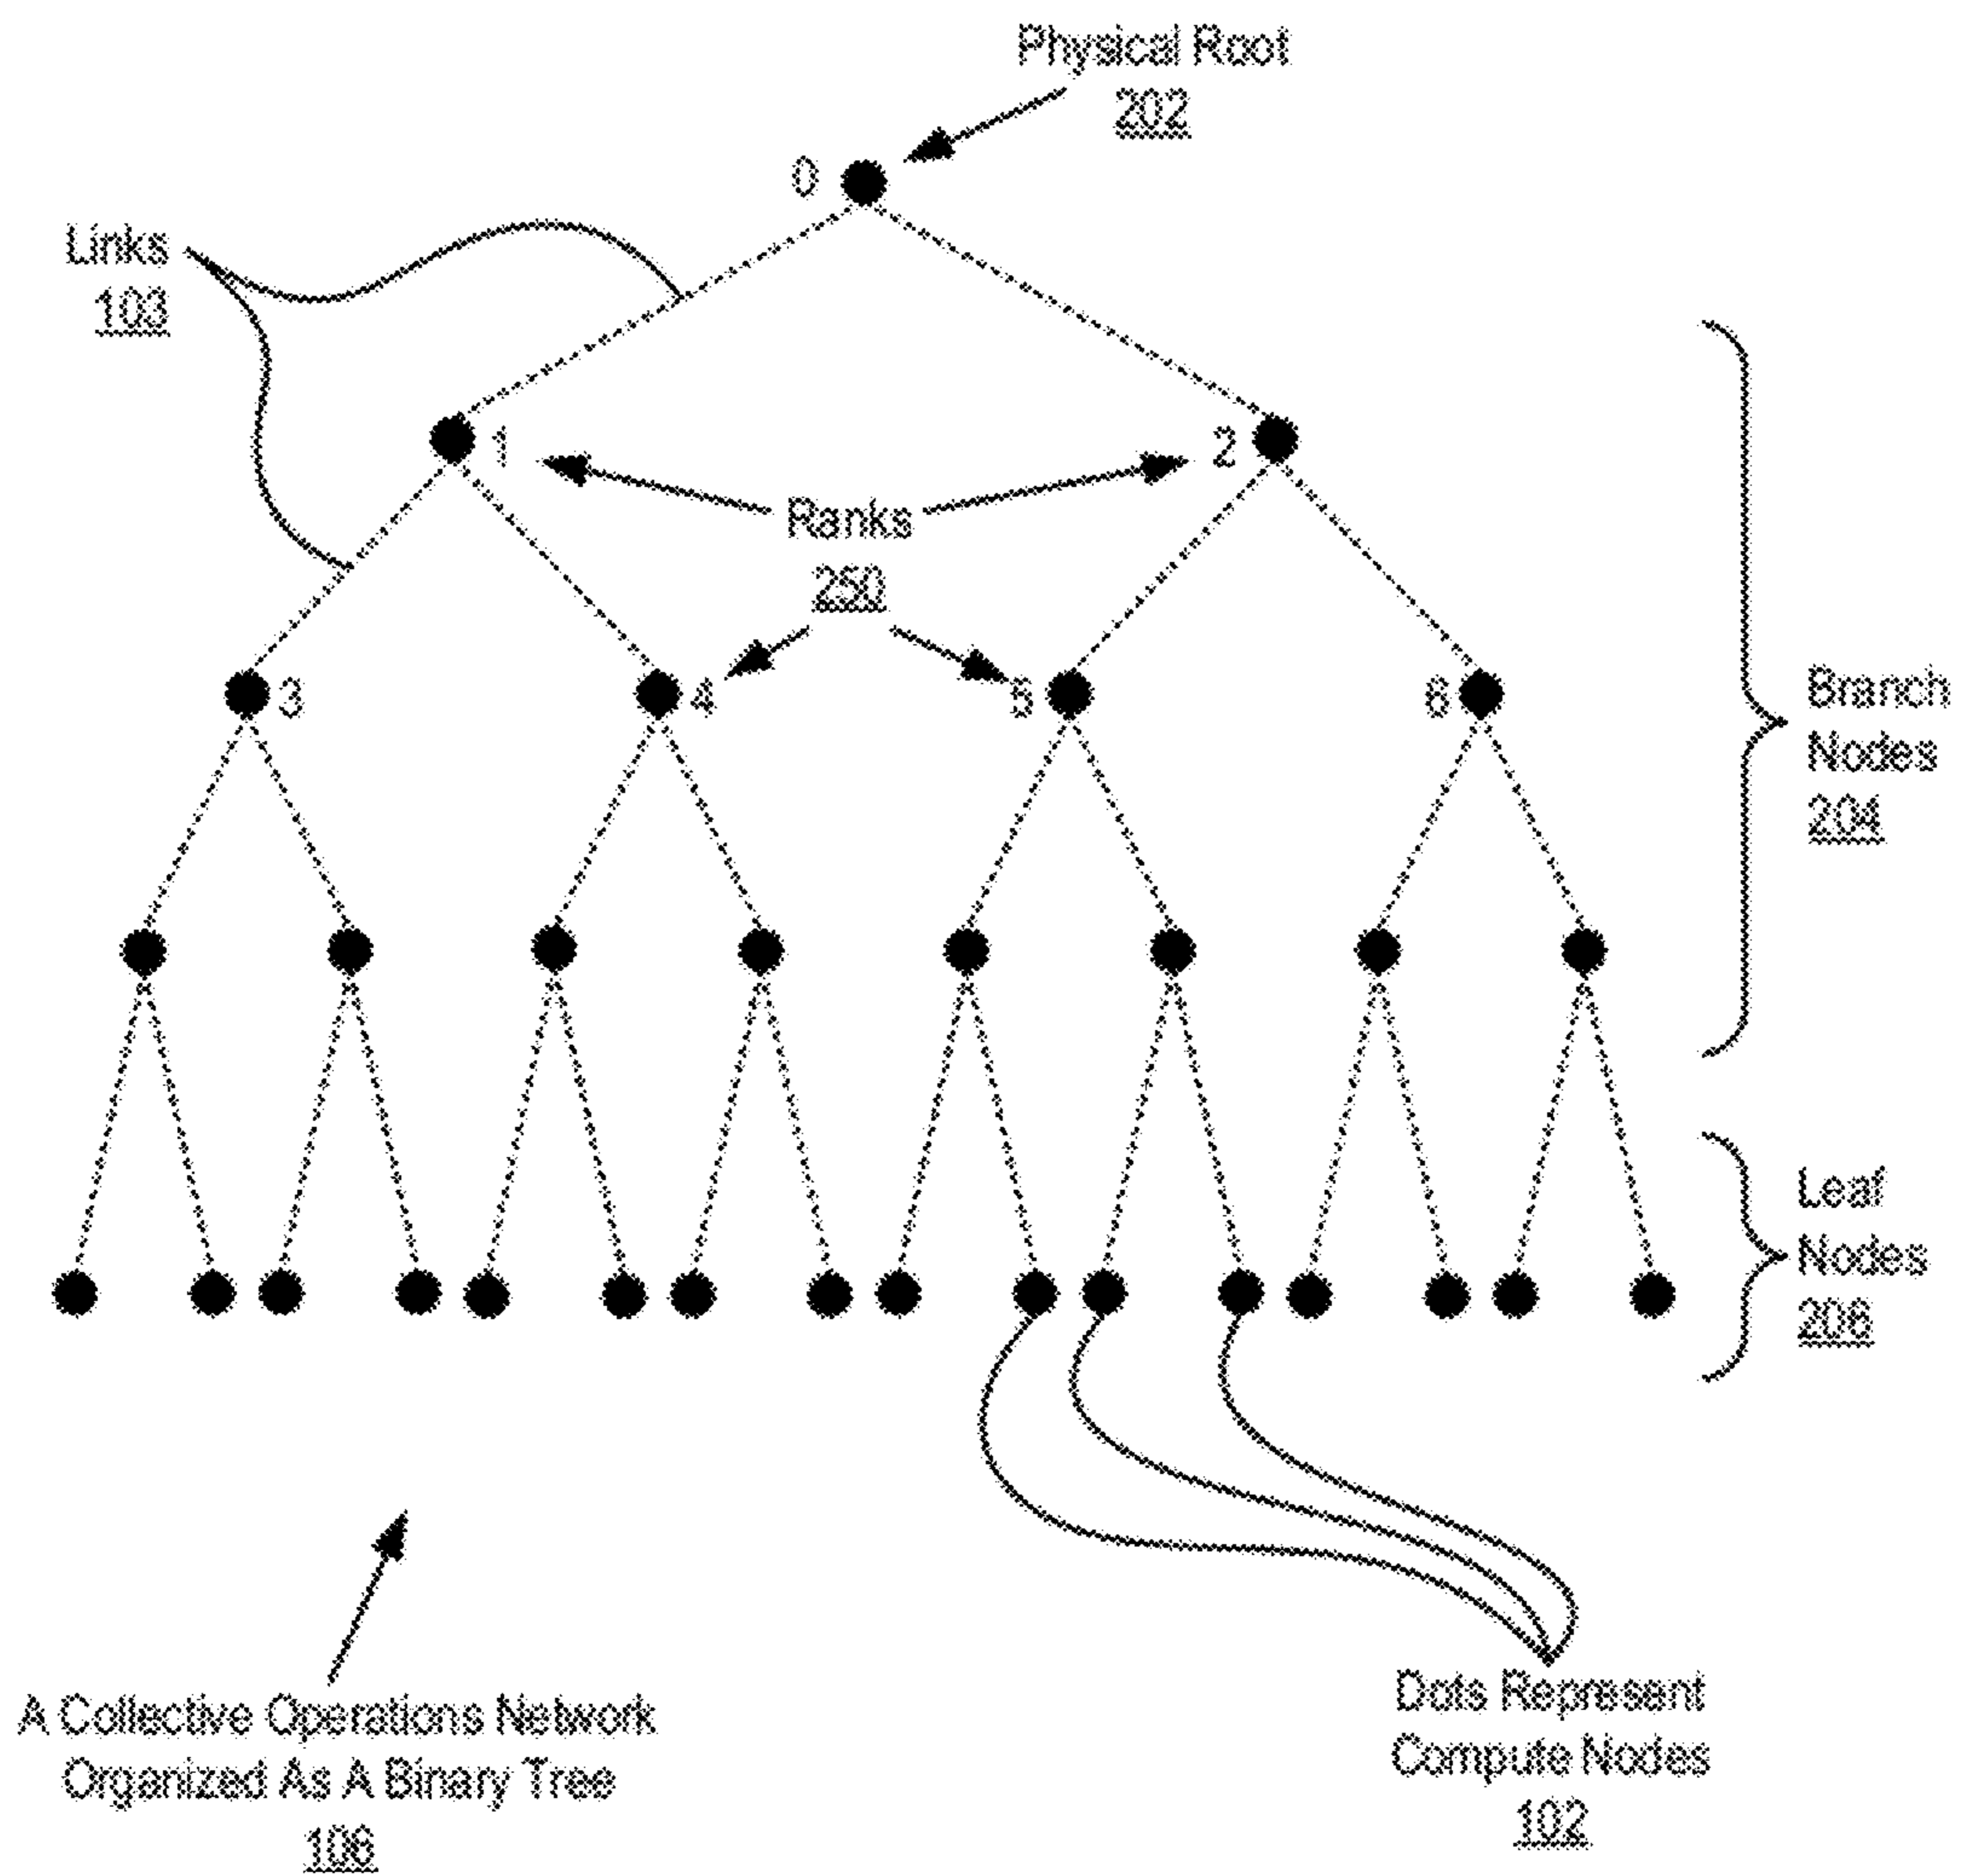 Physical Root
202
0
Links
103
1
2
Ranks
250
3
4
5
6
Branch
Nodes
204
Leaf
Nodes
206
A Collective Operations Network
Organized As A Binary Tree
106
Dots Represent
Compute Nodes
102